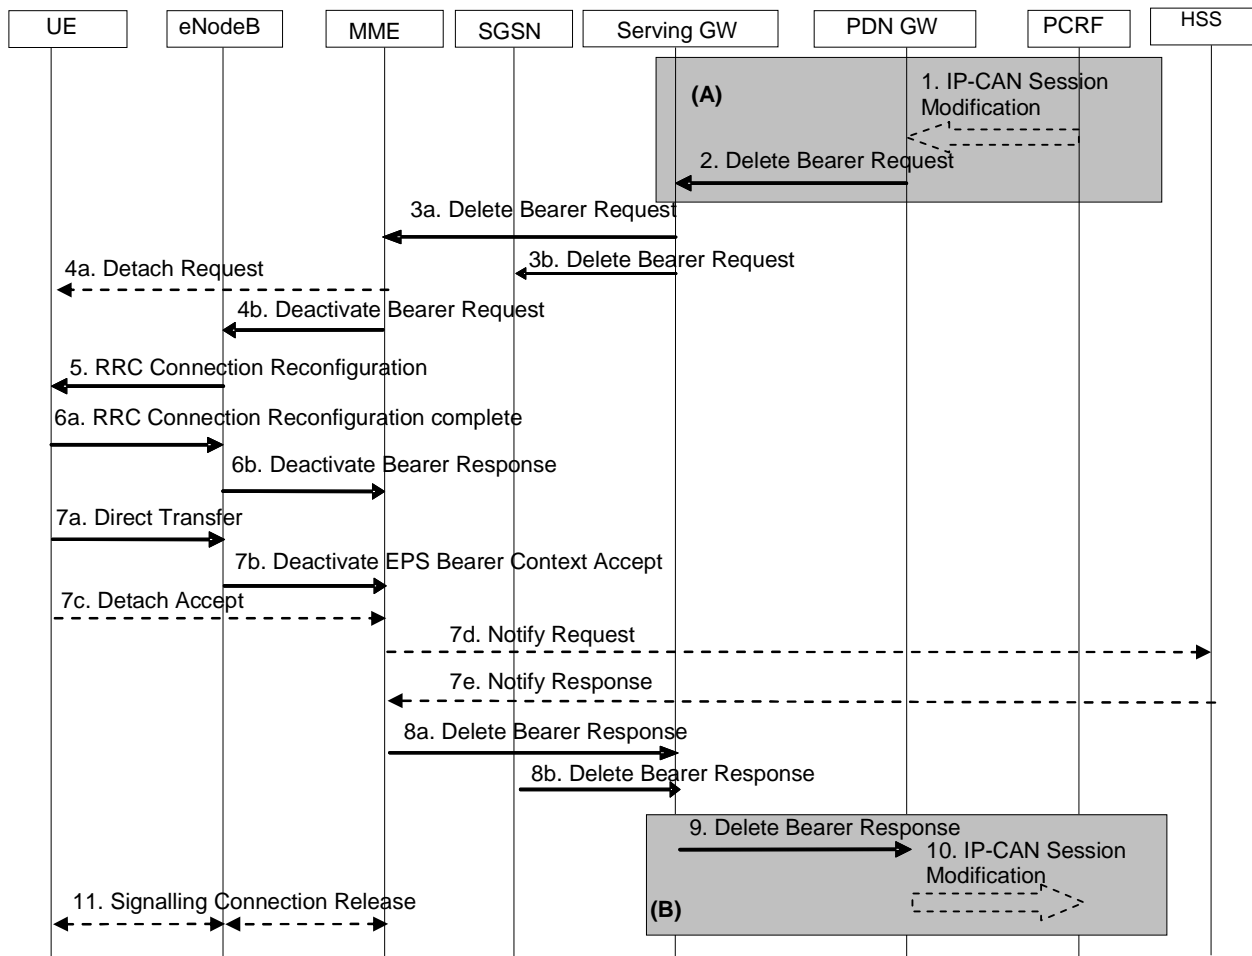 UE
eNodeB
MME
SGSN
Serving GW
PDN GW
PCRF
HSS
(A)
1. IP-CAN Session
Modification
2. Delete Bearer Request
3a. Delete Bearer Request
3b. Delete Bearer Request
4a. Detach Request
4b. Deactivate Bearer Request
5. RRC Connection Reconfiguration
6a. RRC Connection Reconfiguration complete
6b. Deactivate Bearer Response
7a. Direct Transfer
7b. Deactivate EPS Bearer Context Accept
7c. Detach Accept
7d. Notify Request
7e. Notify Response
8a. Delete Bearer Response
8b. Delete Bearer Response
9. Delete Bearer Response
10. IP-CAN Session
Modification
(B)
11. Signalling Connection Release